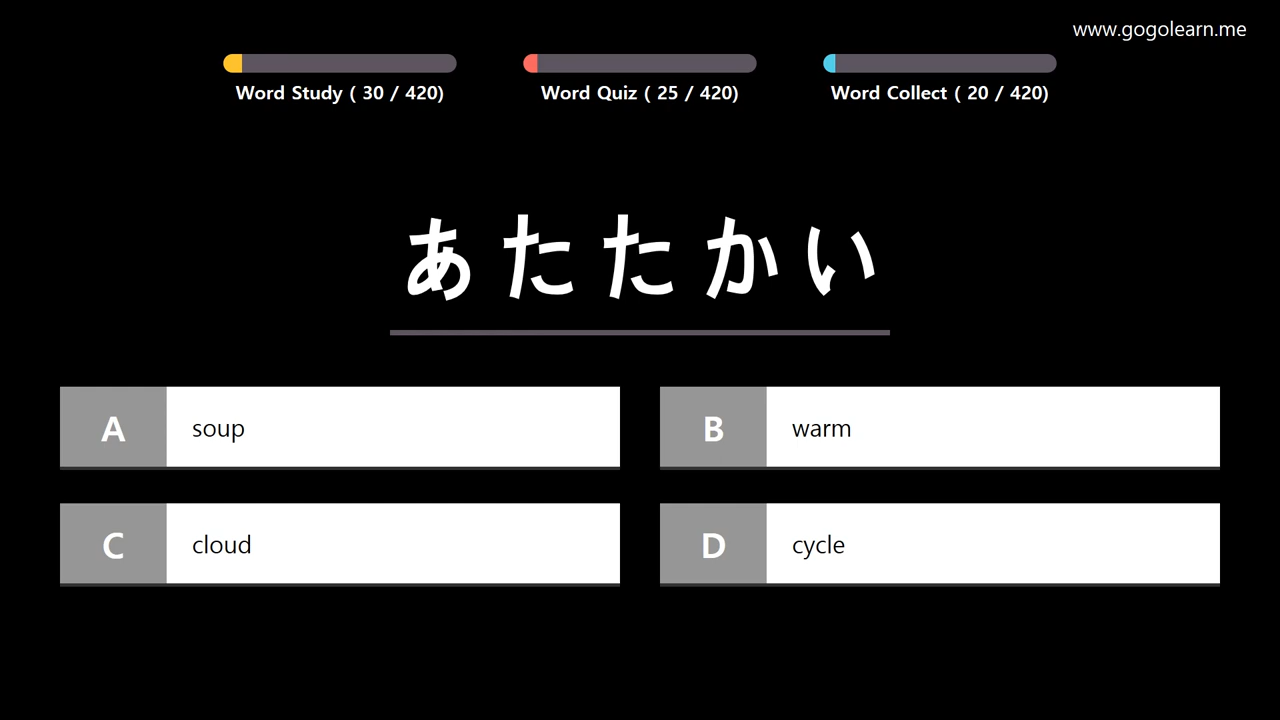 www.gogolearn.me
Word Study ( 30 / 420)
Word Quiz ( 25 / 420)
Word Collect ( 20 / 420)
あたたかい
A soup
B warm
C cloud
D cycle